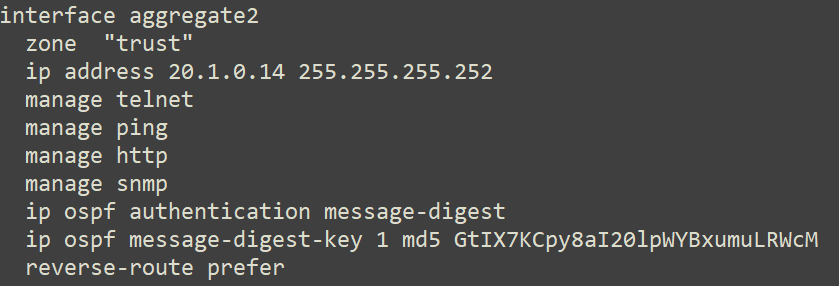 interface aggregate2
  zone  "trust"
  ip address 20.1.0.14 255.255.255.252
  manage telnet
  manage ping
  manage http
  manage snmp
  ip ospf authentication message-digest
  ip ospf message-digest-key 1 md5 GtIX7KCpy8aI20lpWYBxumuLRWcM
  reverse-route prefer